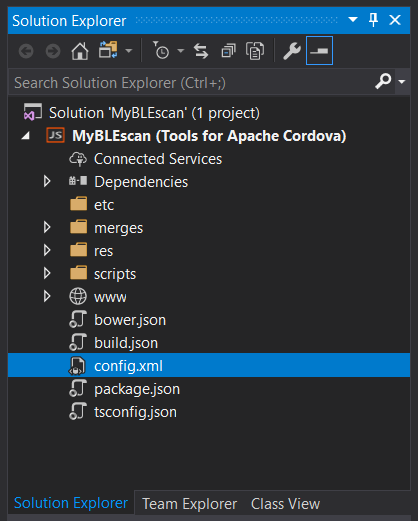 Solution Explorer
Search Solution Explorer (Ctrl+;)
Solution 'MyBLEscan' (1 project)
JS MyBLEscan (Tools for Apache Cordova)
Connected Services
Dependencies
etc
merges
res
scripts
www
bower.json
build.json
config.xml
package.json
tsconfig.json
Solution Explorer Team Explorer Class View